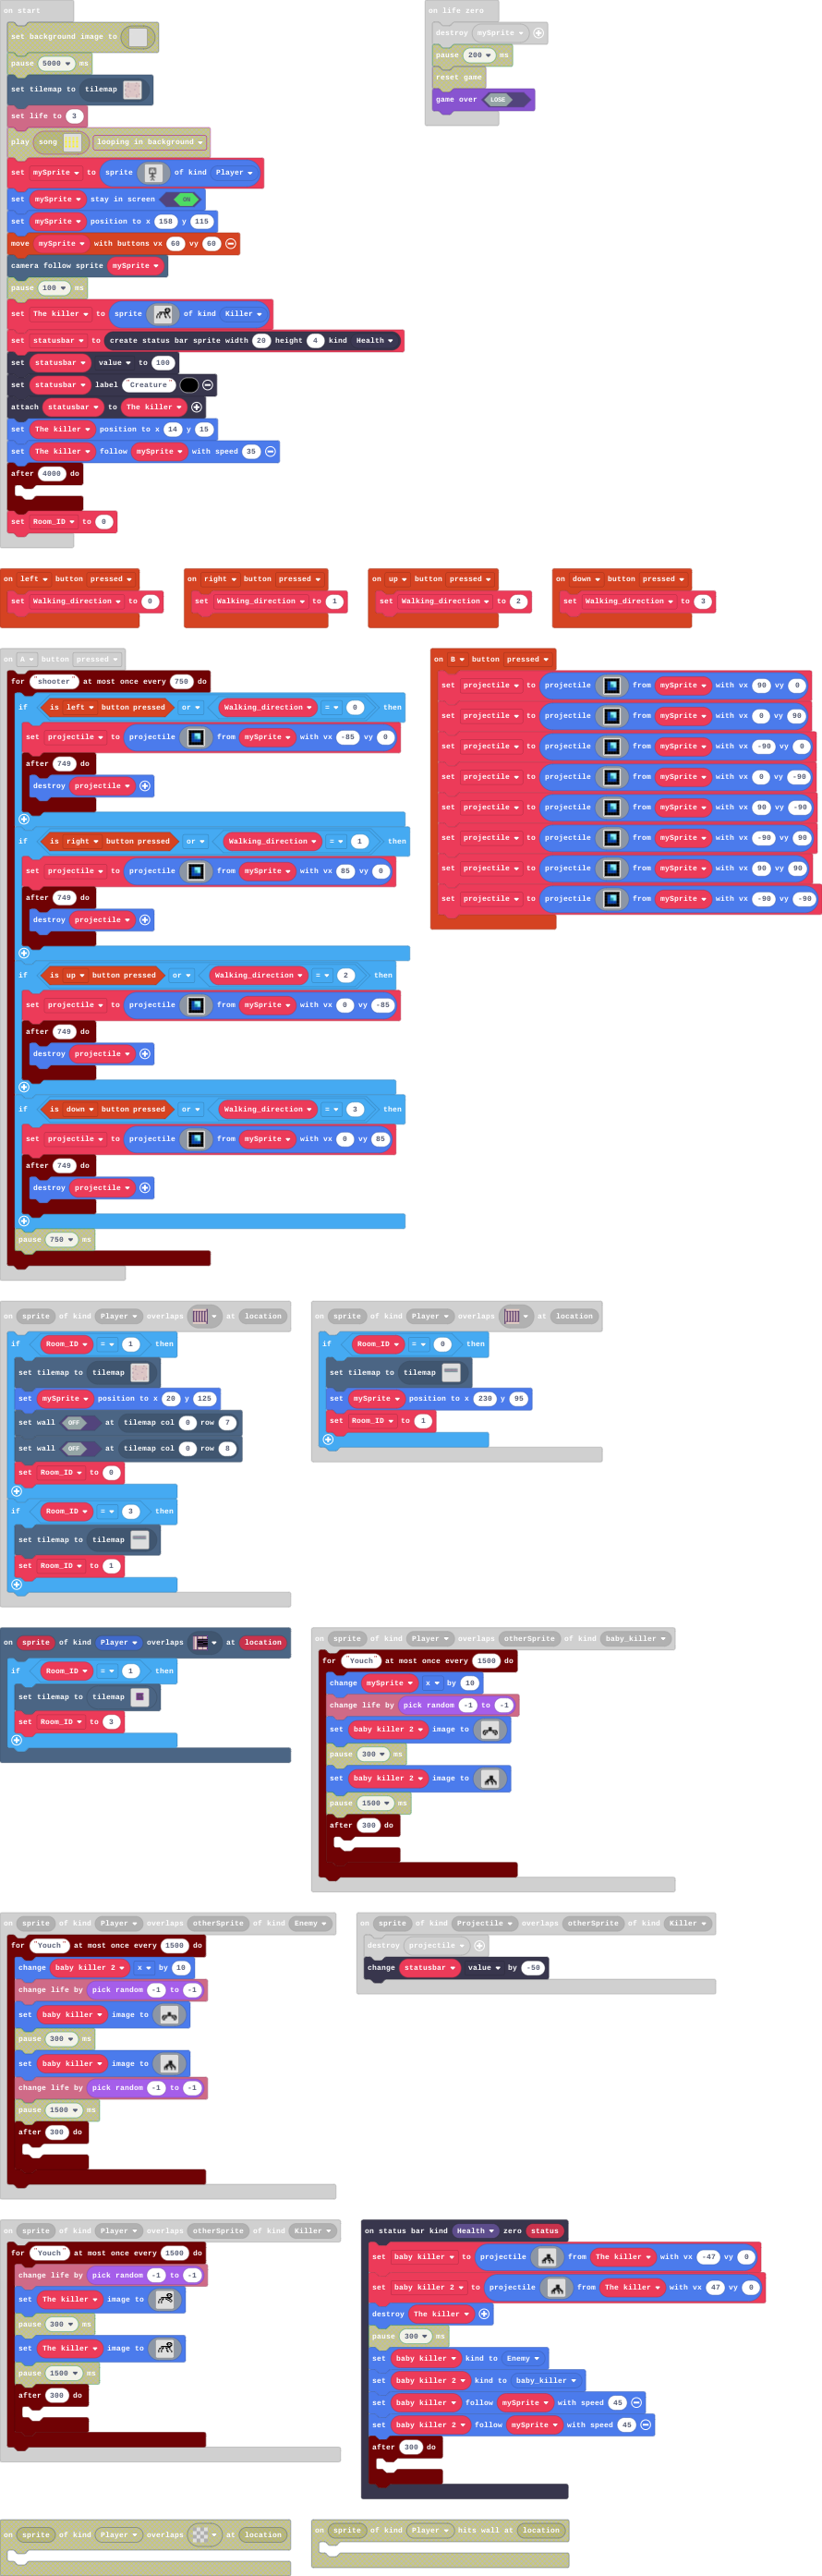 on start
set background image to
pause 5000 ms
set tilemap to tilemap
set life to 3
play song looping in background
set mySprite to sprite of kind Player
set mySprite stay in screen ON
set mySprite position to x 158 y 115
move mySprite with buttons vx 60 vy 60
camera follow sprite mySprite
pause 100 ms
set The killer to sprite of kind Killer
set statusbar to create status bar sprite width 20 height 4 kind Health
set statusbar value to 100
set statusbar label "Creature"
attach statusbar to The killer
set The killer position to x 14 y 15
set The killer follow mySprite with speed 35
after 4000 do
set Room_ID to 0
on life zero
destroy mySprite
pause 200 ms
reset game
game over LOSE
on left button pressed
set Walking_direction to 0
on right button pressed
set Walking_direction to 1
on up button pressed
set Walking_direction to 2
on down button pressed
set Walking_direction to 3
on A button pressed
for "shooter" at most once every 750 do
if is left button pressed or Walking_direction = 0 then
set projectile to projectile from mySprite with vx -85 vy 0
after 749 do
destroy projectile
if is right button pressed or Walking_direction = 1 then
set projectile to projectile from mySprite with vx 85 vy 0
after 749 do
destroy projectile
if is up button pressed or Walking_direction = 2 then
set projectile to projectile from mySprite with vx 0 vy -85
after 749 do
destroy projectile
if is down button pressed or Walking_direction = 3 then
set projectile to projectile from mySprite with vx 0 vy 85
after 749 do
destroy projectile
pause 750 ms
on B button pressed
set projectile to projectile from mySprite with vx 90 vy 0
set projectile to projectile from mySprite with vx 0 vy 90
set projectile to projectile from mySprite with vx -90 vy 0
set projectile to projectile from mySprite with vx 0 vy -90
set projectile to projectile from mySprite with vx 90 vy -90
set projectile to projectile from mySprite with vx -90 vy 90
set projectile to projectile from mySprite with vx 90 vy 90
set projectile to projectile from mySprite with vx -90 vy -90
on sprite of kind Player overlaps at location
if Room_ID = 1 then
set tilemap to tilemap
set mySprite position to x 20 y 125
set wall OFF at tilemap col 0 row 7
set wall OFF at tilemap col 0 row 8
set Room_ID to 0
if Room_ID = 3 then
set tilemap to tilemap
set Room_ID to 1
on sprite of kind Player overlaps at location
if Room_ID = 0 then
set tilemap to tilemap
set mySprite position to x 230 y 95
set Room_ID to 1
on sprite of kind Player overlaps at location
if Room_ID = 1 then
set tilemap to tilemap
set Room_ID to 3
on sprite of kind Player overlaps otherSprite of kind baby_killer
for "Youch" at most once every 1500 do
change mySprite x by 10
change life by pick random -1 to -1
set baby killer 2 image to
pause 300 ms
set baby killer 2 image to
pause 1500 ms
after 300 do
on sprite of kind Player overlaps otherSprite of kind Enemy
for "Youch" at most once every 1500 do
change baby killer 2 x by 10
change life by pick random -1 to -1
set baby killer image to
pause 300 ms
set baby killer image to
change life by pick random -1 to -1
pause 1500 ms
after 300 do
on sprite of kind Projectile overlaps otherSprite of kind Killer
destroy projectile
change statusbar value by -50
on sprite of kind Player overlaps otherSprite of kind Killer
for "Youch" at most once every 1500 do
change life by pick random -1 to -1
set The killer image to
pause 300 ms
set The killer image to
pause 1500 ms
after 300 do
on status bar kind Health zero status
set baby killer to projectile from The killer with vx -47 vy 0
set baby killer 2 to projectile from The killer with vx 47 vy 0
destroy The killer
pause 300 ms
set baby killer kind to Enemy
set baby killer 2 kind to baby_killer
set baby killer follow mySprite with speed 45
set baby killer 2 follow mySprite with speed 45
after 300 do
on sprite of kind Player overlaps at location
on sprite of kind Player hits wall at location